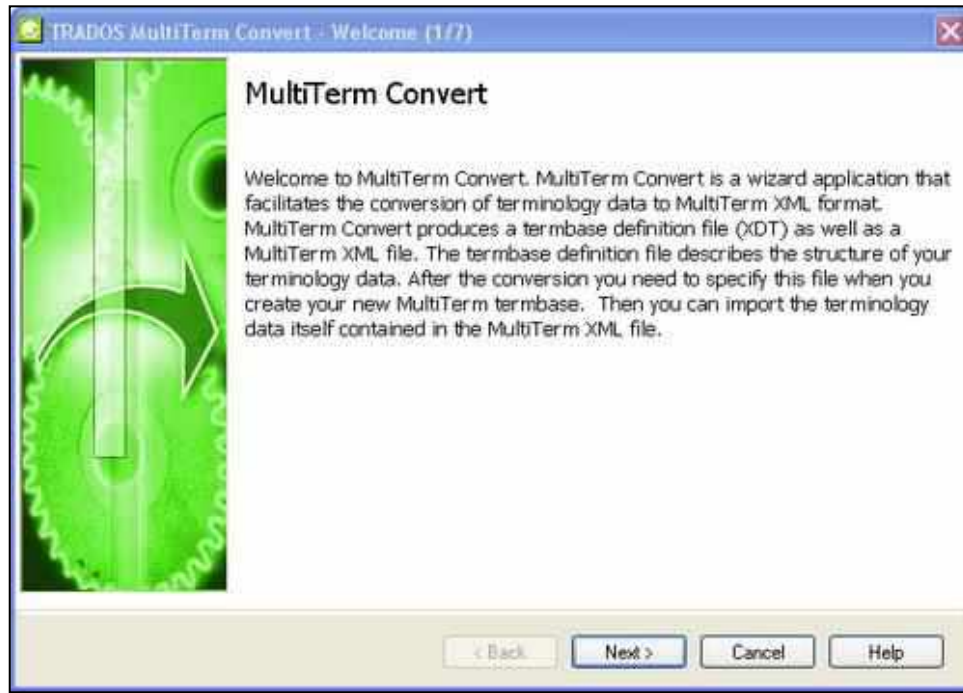 TRADOS MultiTerm Convert - Welcome (1/7)
MultiTerm Convert
Welcome to MultiTerm Convert. MultiTerm Convert is a wizard application that
facilitates the conversion of terminology data to MultiTerm XML format.
MultiTerm Convert produces a termbase definition file (XDT) as well as a
MultiTerm XML file. The termbase definition file describes the structure of your
terminology data. After the conversion you need to specify this file when you
create your new MultiTerm termbase. Then you can import the terminology
data itself contained in the MultiTerm XML file.
< Back Next > Cancel Help